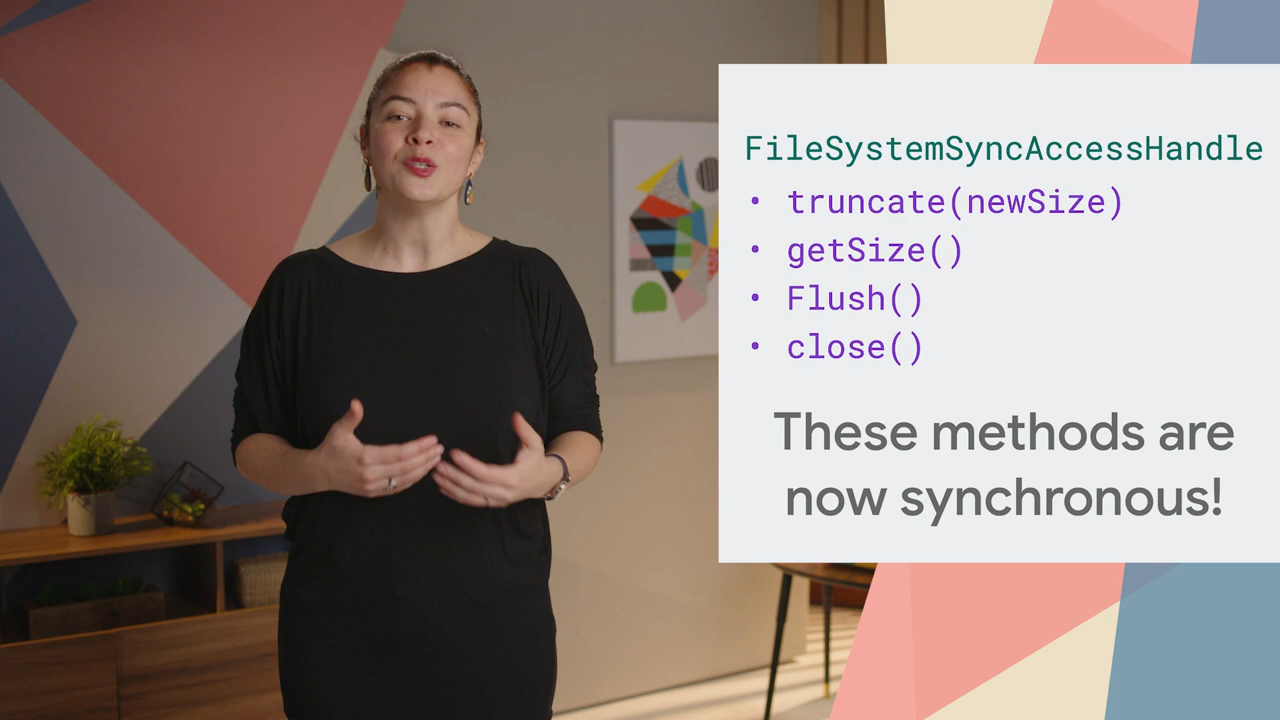 FileSystemSyncAccessHandle
• truncate(newSize)
• getSize()
• Flush()
• close()
These methods are
now synchronous!